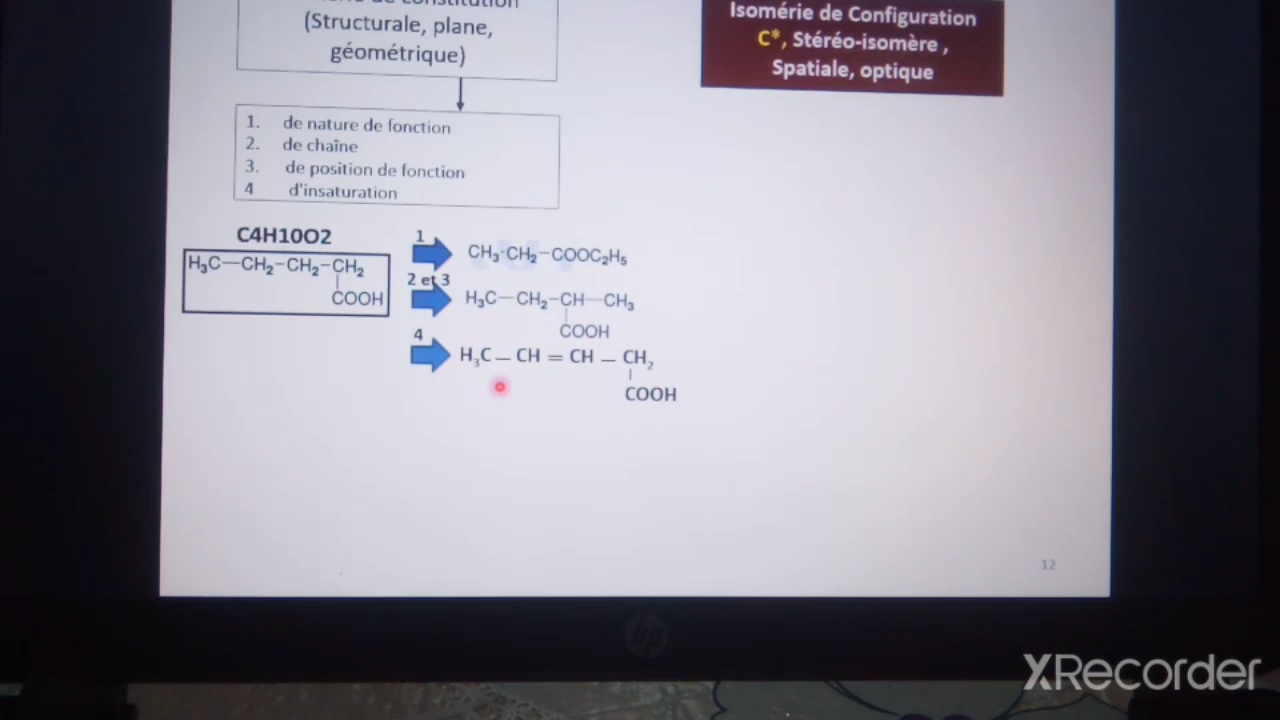 (Structurale, plane,
géométrique)
Isomérie de Configuration
C*, Stéréo-isomère ,
Spatiale, optique
1. de nature de fonction
2. de chaîne
3. de position de fonction
4 d'insaturation
C4H10O2
H₃C—CH₂-CH₂-CH₂
COOH
1
CH₃-CH₂-COOC₂H₅
2 et 3
H₃C—CH₂-CH—CH₃
COOH
4
H₃C — CH = CH — CH₂
COOH
12
hp
XRecorder